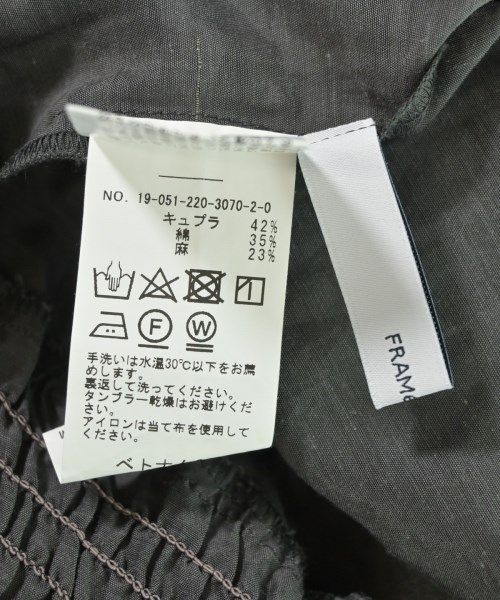 NO. 19-051-220-3070-2-0
キュプラ 42%
綿 35%
麻 23%
F
W
手洗いは水温30℃以下をお薦
めします。
裏返して洗ってください。
タンブラー乾燥はお避けくだ
さい。
アイロンは当て布を使用して
ください。
ベトナ
FRAM
W